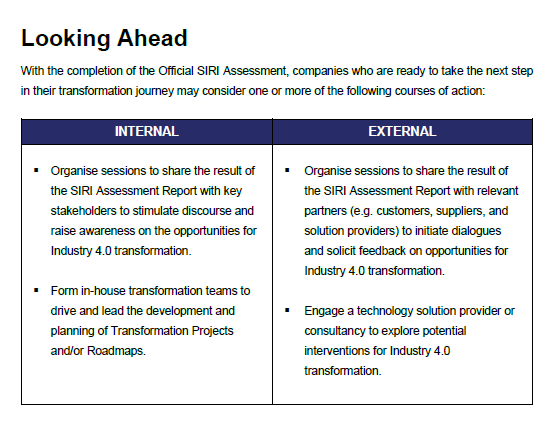 Looking Ahead
With the completion of the Official SIRI Assessment, companies who are ready to take the next step
in their transformation journey may consider one or more of the following courses of action:
INTERNAL
▪ Organise sessions to share the result of
the SIRI Assessment Report with key
stakeholders to stimulate discourse and
raise awareness on the opportunities for
Industry 4.0 transformation.
▪ Form in-house transformation teams to
drive and lead the development and
planning of Transformation Projects
and/or Roadmaps.
EXTERNAL
▪ Organise sessions to share the result of
the SIRI Assessment Report with relevant
partners (e.g. customers, suppliers, and
solution providers) to initiate dialogues
and solicit feedback on opportunities for
Industry 4.0 transformation.
▪ Engage a technology solution provider or
consultancy to explore potential
interventions for Industry 4.0
transformation.